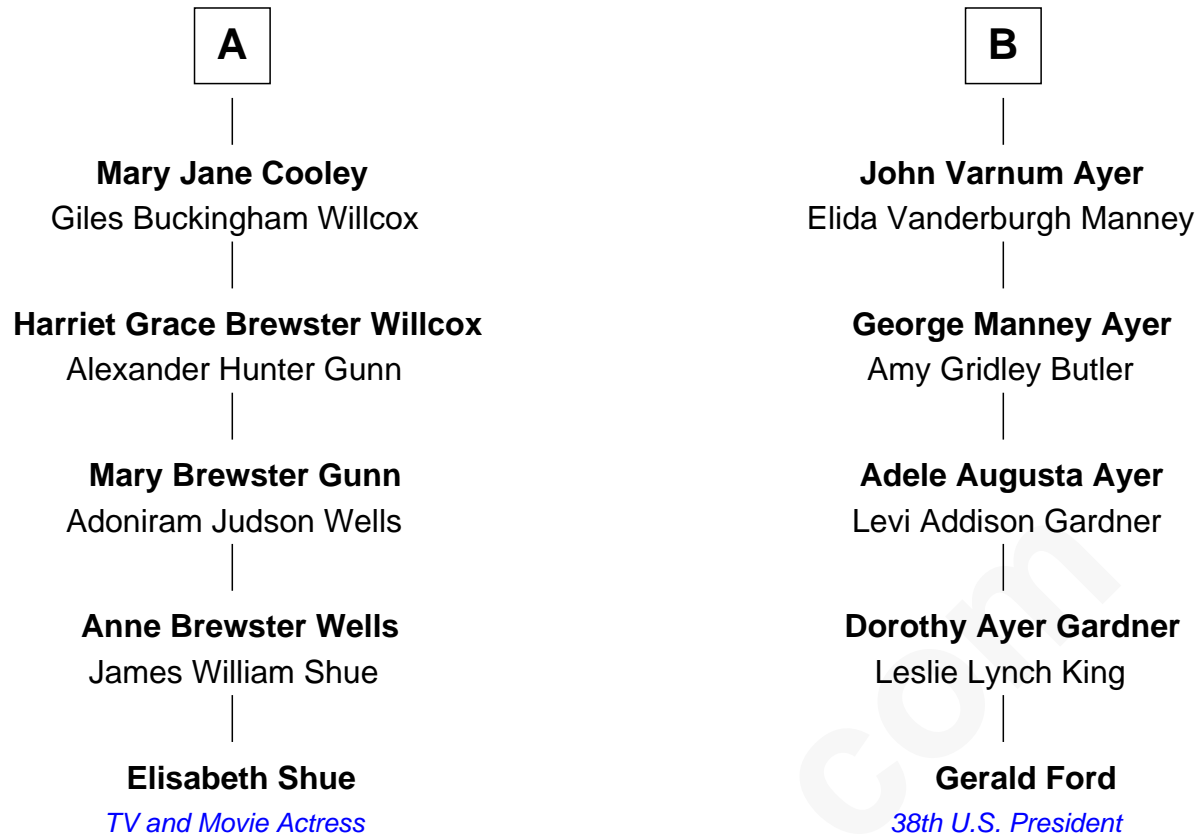 A
Mary Jane Cooley
Giles Buckingham Willcox
Harriet Grace Brewster Willcox
Alexander Hunter Gunn
Mary Brewster Gunn
Adoniram Judson Wells
Anne Brewster Wells
James William Shue
Elisabeth Shue
TV and Movie Actress
B
John Varnum Ayer
Elida Vanderburgh Manney
George Manney Ayer
Amy Gridley Butler
Adele Augusta Ayer
Levi Addison Gardner
Dorothy Ayer Gardner
Leslie Lynch King
Gerald Ford
38th U.S. President
com